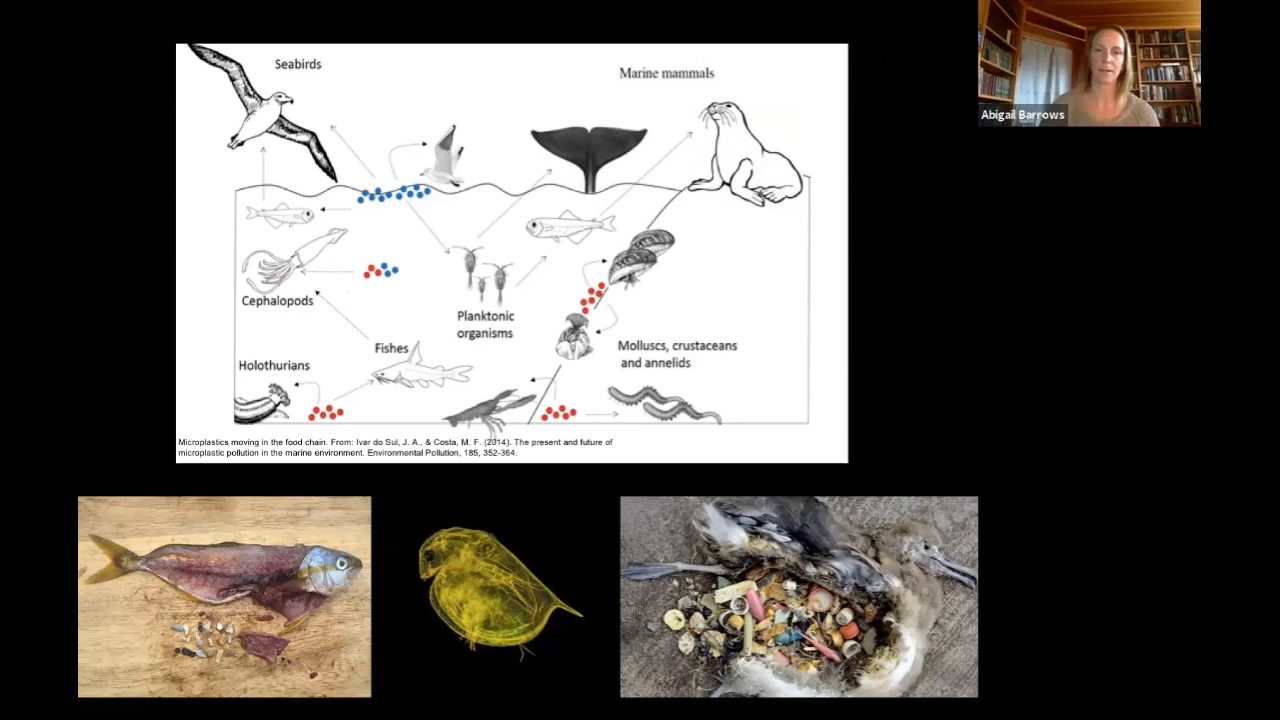 Seabirds
Marine mammals
Abigail Barrows
Cephalopods
Planktonic
organisms
Fishes
Molluscs, crustaceans
and annelids
Holothurians
Microplastics moving in the food chain. From: Ivar do Sul, J. A., & Costa, M. F. (2014). The present and future of
microplastic pollution in the marine environment. Environmental Pollution, 185, 352-364.